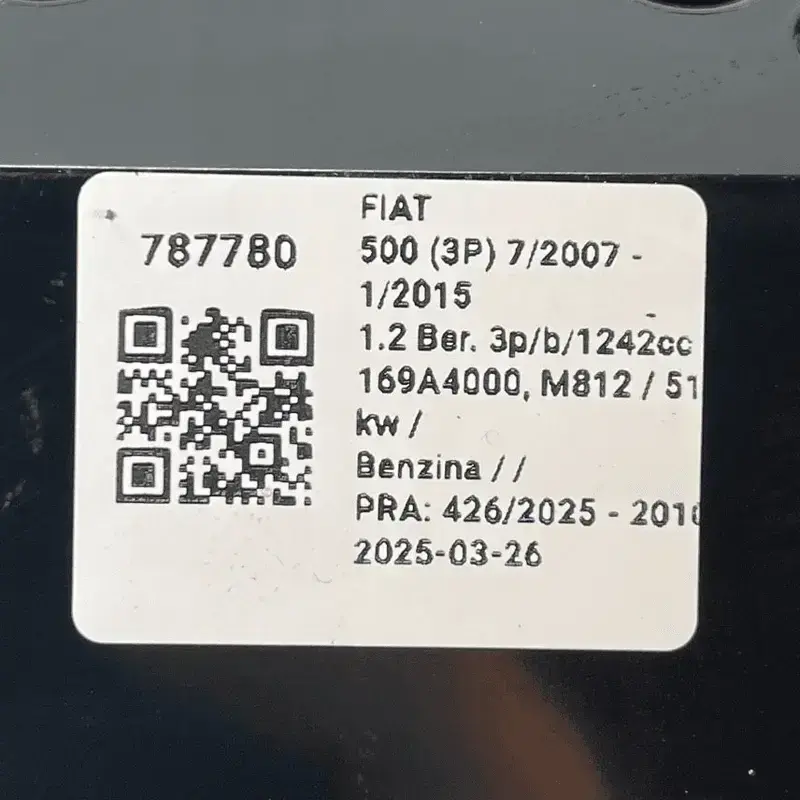 787780
FIAT
500 (3P) 7/2007 -
1/2015
1.2 Ber. 3p/b/1242cc
169A4000, M812 / 51
kw /
Benzina / /
PRA: 426/2025 - 201
2025-03-26